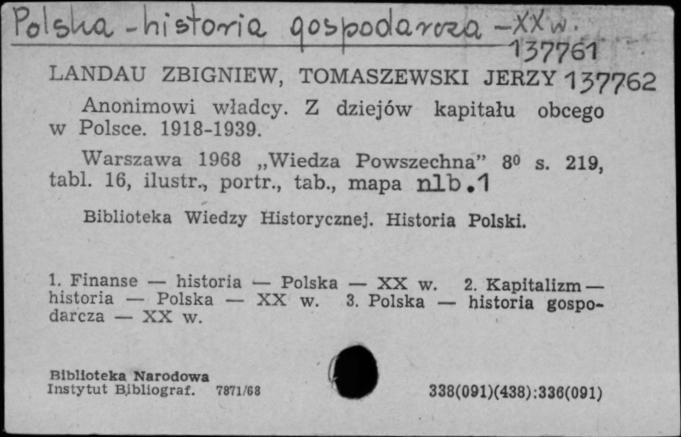 Polska - historia gospodarcza - XX w.
137761
LANDAU ZBIGNIEW, TOMASZEWSKI JERZY 137762
Anonimowi władcy. Z dziejów kapitału obcego
w Polsce. 1918-1939.
Warszawa 1968 „Wiedza Powszechna” 8⁰ s. 219,
tabl. 16, ilustr., portr., tab., mapa nlb.1
Biblioteka Wiedzy Historycznej. Historia Polski.
1. Finanse — historia — Polska — XX w. 2. Kapitalizm —
historia — Polska — XX w. 3. Polska — historia gospo-
darcza — XX w.
Biblioteka Narodowa
Instytut Bibliograf. 7871/68
338(091)(438):336(091)